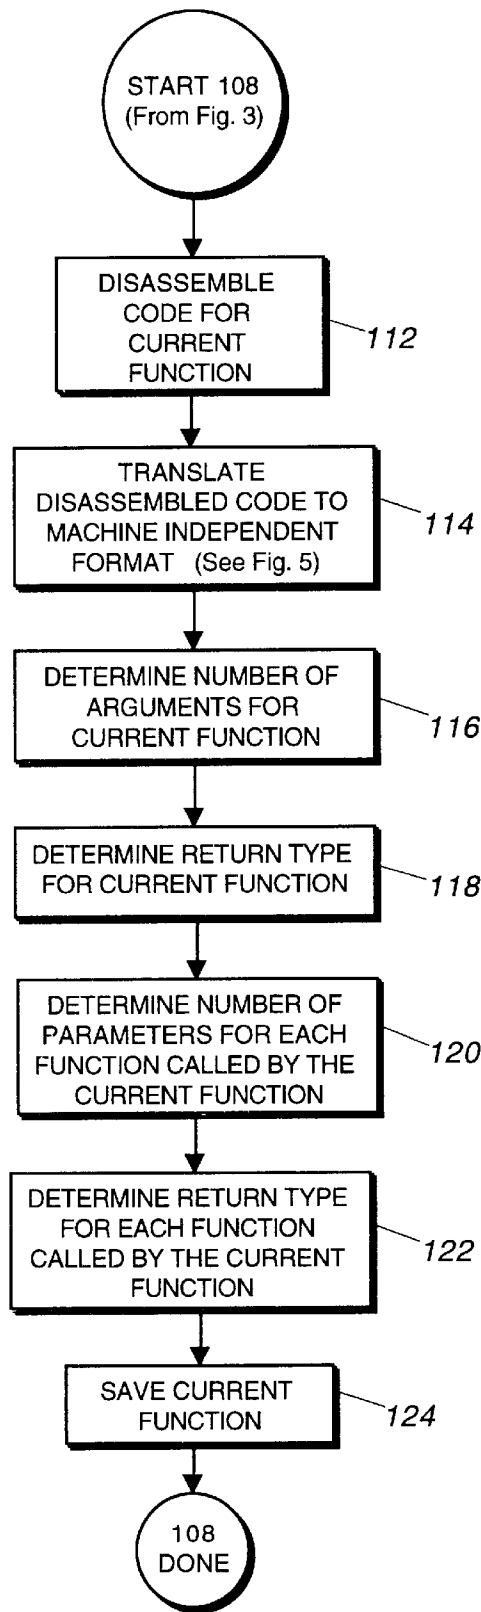 START 108
(From Fig. 3)
DISASSEMBLE
CODE FOR
CURRENT
FUNCTION
112
TRANSLATE
DISASSEMBLED CODE TO
MACHINE INDEPENDENT
FORMAT (See Fig. 5)
114
DETERMINE NUMBER OF
ARGUMENTS FOR
CURRENT FUNCTION
116
DETERMINE RETURN TYPE
FOR CURRENT FUNCTION
118
DETERMINE NUMBER OF
PARAMETERS FOR EACH
FUNCTION CALLED BY THE
CURRENT FUNCTION
120
DETERMINE RETURN TYPE
FOR EACH FUNCTION
CALLED BY THE CURRENT
FUNCTION
122
SAVE CURRENT
FUNCTION
124
108
DONE